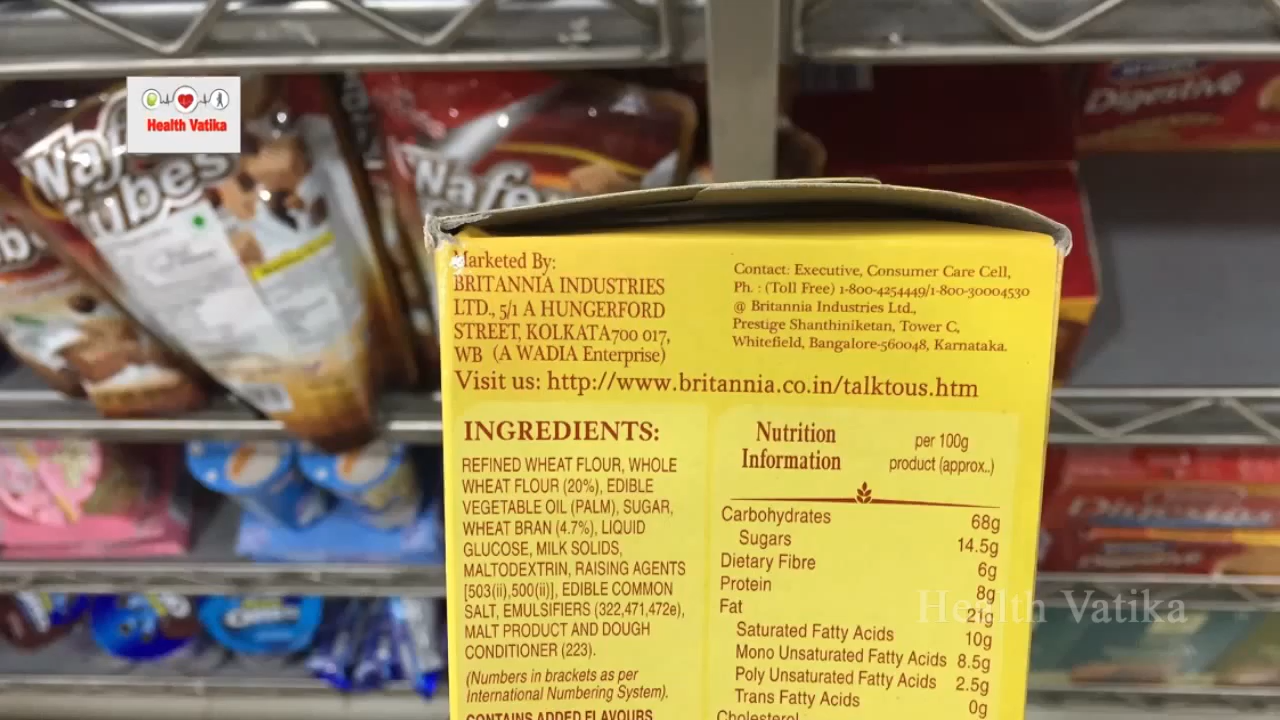 Health Vatika
Wafe
Tubes
Digestive
Marketed By:
BRITANNIA INDUSTRIES
LTD., 5/1 A HUNGERFORD
STREET, KOLKATA700 017,
WB (A WADIA Enterprise)
Contact: Executive, Consumer Care Cell,
Ph. : (Toll Free) 1-800-4254449/1-800-30004530
@ Britannia Industries Ltd.,
Prestige Shanthiniketan, Tower C,
Whitefield, Bangalore-560048, Karnataka.
Visit us: http://www.britannia.co.in/talktous.htm
INGREDIENTS:
REFINED WHEAT FLOUR, WHOLE
WHEAT FLOUR (20%), EDIBLE
VEGETABLE OIL (PALM), SUGAR,
WHEAT BRAN (4.7%), LIQUID
GLUCOSE, MILK SOLIDS,
MALTODEXTRIN, RAISING AGENTS
[503(ii),500(ii)], EDIBLE COMMON
SALT, EMULSIFIERS (322,471,472e),
MALT PRODUCT AND DOUGH
CONDITIONER (223).
(Numbers in brackets as per
International Numbering System).
CONTAINS ADDED FLAVOURS
Nutrition Information per 100g
product (approx..)
Carbohydrates 68g
Sugars 14.5g
Dietary Fibre 6g
Protein 8g
Fat 21g
Saturated Fatty Acids 10g
Mono Unsaturated Fatty Acids 8.5g
Poly Unsaturated Fatty Acids 2.5g
Trans Fatty Acids 0g
Cholesterol
Health Vatika